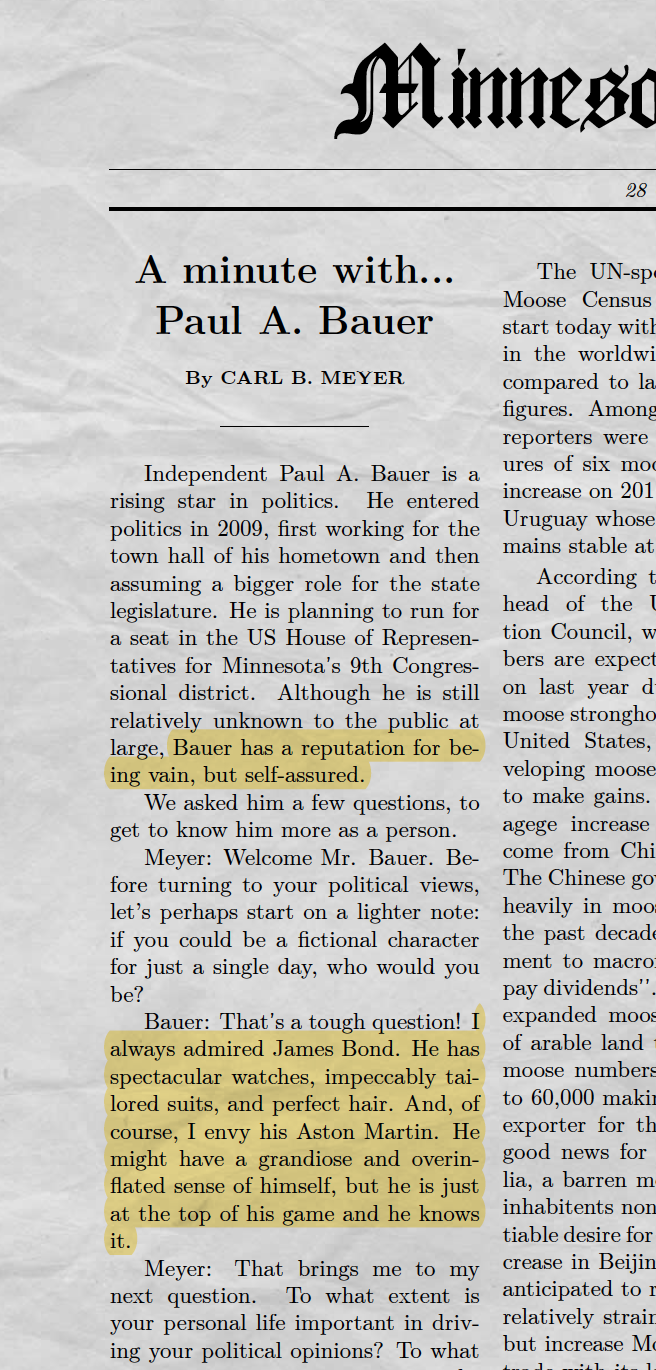 Minneso
28
A minute with...
Paul A. Bauer
By CARL B. MEYER
Independent Paul A. Bauer is a
rising star in politics. He entered
politics in 2009, first working for the
town hall of his hometown and then
assuming a bigger role for the state
legislature. He is planning to run for
a seat in the US House of Represen-
tatives for Minnesota's 9th Congres-
sional district. Although he is still
relatively unknown to the public at
large, Bauer has a reputation for be-
ing vain, but self-assured.
We asked him a few questions, to
get to know him more as a person.
Meyer: Welcome Mr. Bauer. Be-
fore turning to your political views,
let's perhaps start on a lighter note:
if you could be a fictional character
for just a single day, who would you
be?
Bauer: That's a tough question! I
always admired James Bond. He has
spectacular watches, impeccably tai-
lored suits, and perfect hair. And, of
course, I envy his Aston Martin. He
might have a grandiose and overin-
flated sense of himself, but he is just
at the top of his game and he knows
it.
Meyer: That brings me to my
next question. To what extent is
your personal life important in driv-
ing your political opinions? To what
The UN-spo
Moose Census
start today with
in the worldwi
compared to la
figures. Among
reporters were
ures of six moo
increase on 201
Uruguay whose
mains stable at
According t
head of the U
tion Council, w
bers are expect
on last year du
moose strongho
United States,
veloping moose
to make gains.
agege increase
come from Chi
The Chinese gov
heavily in moos
the past decade
ment to macro
pay dividends".
expanded moos
of arable land t
moose numbers
to 60,000 makin
exporter for th
good news for
lia, a barren m
inhabitents non
tiable desire for
crease in Beijin
anticipated to r
relatively strain
but increase Mo